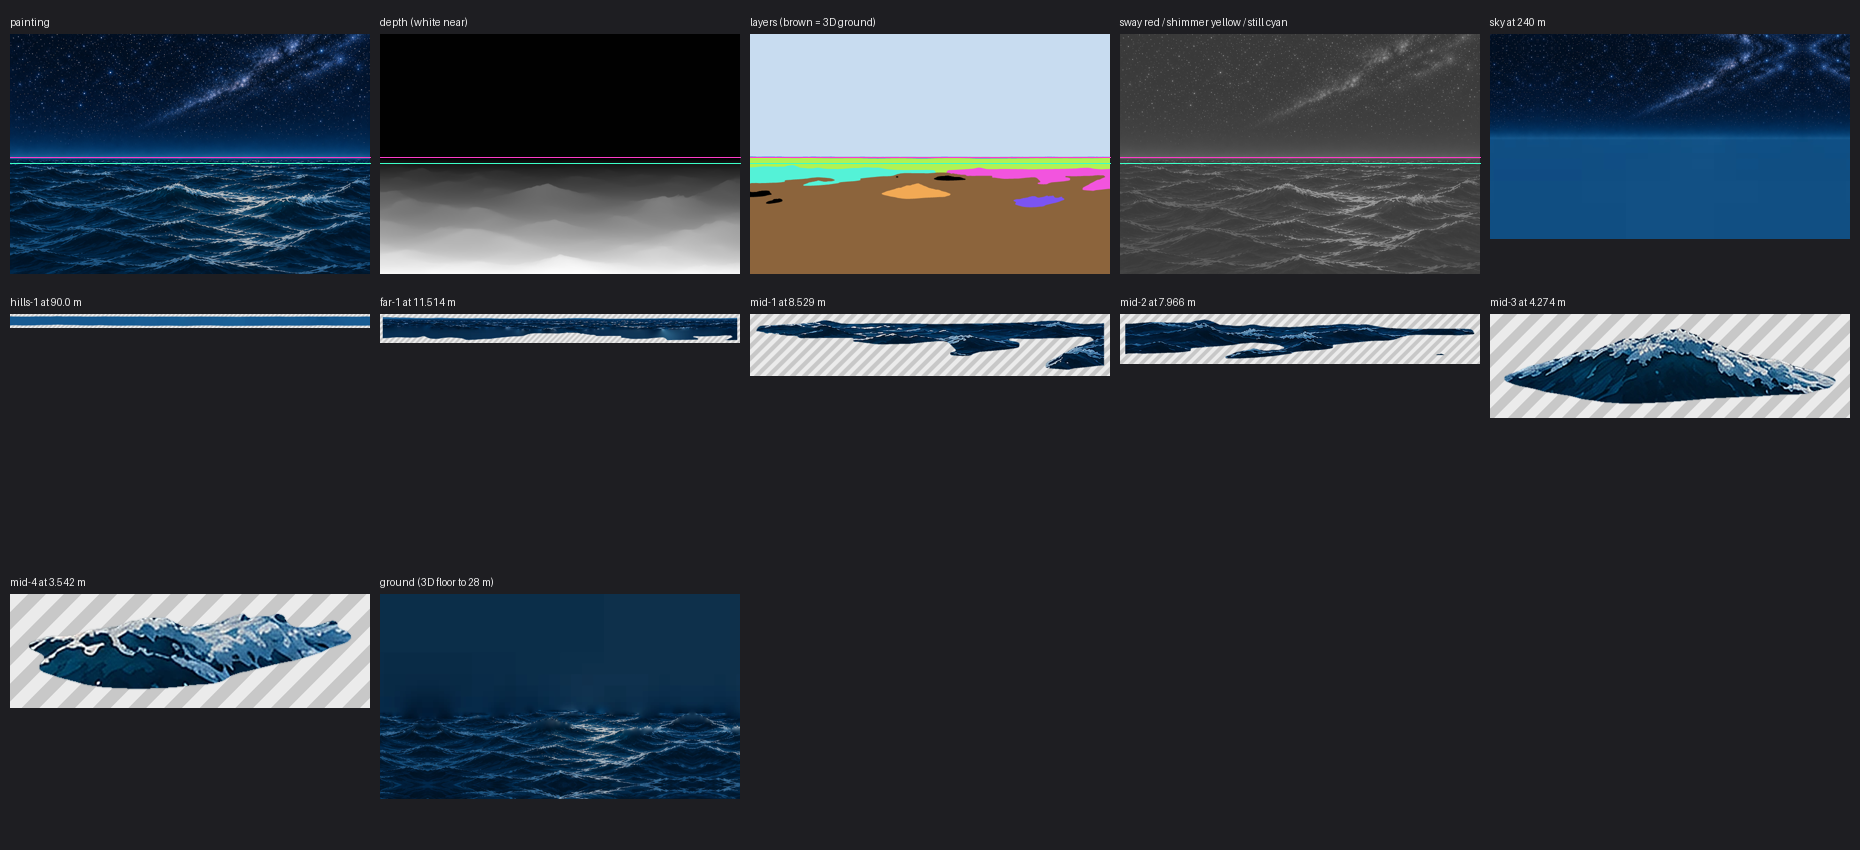 painting
depth (white near)
layers (brown = 3D ground)
sway red / shimmer yellow / still cyan
sky at 240 m
hills-1 at 90.0 m
far-1 at 11.514 m
mid-1 at 8.529 m
mid-2 at 7.966 m
mid-3 at 4.274 m
mid-4 at 3.542 m
ground (3D floor to 28 m)